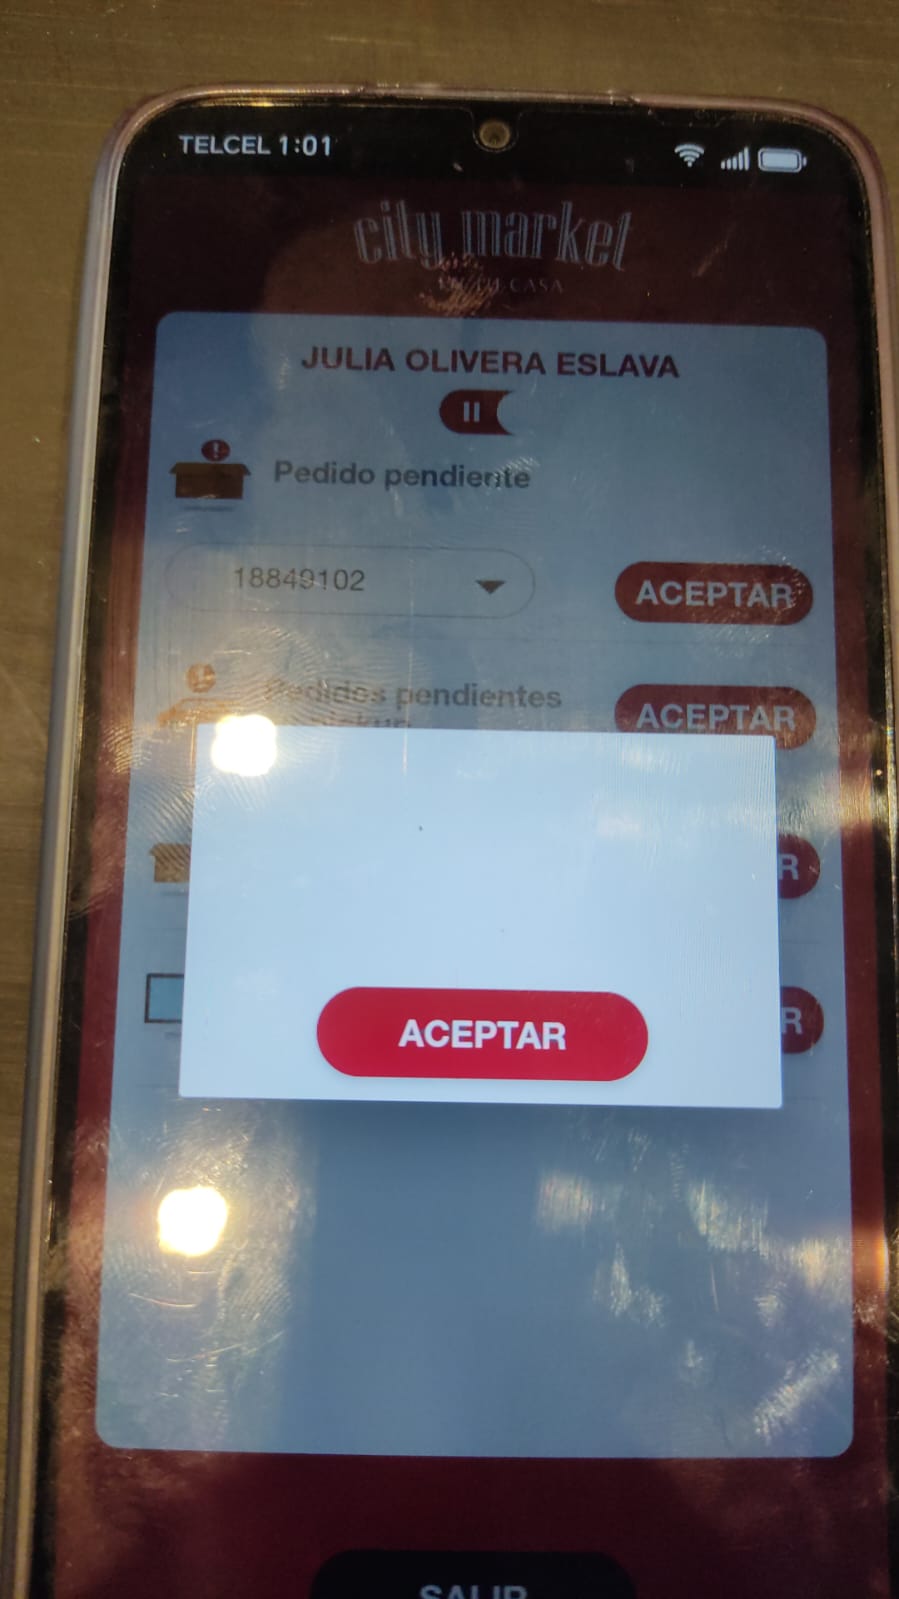 TELCEL 1:01
city market
EN TU CASA
JULIA OLIVERA ESLAVA
Pedido pendiente
18849102
ACEPTAR
Pedidos pendientes
pickup
ACEPTAR
R
R
ACEPTAR
SALIR